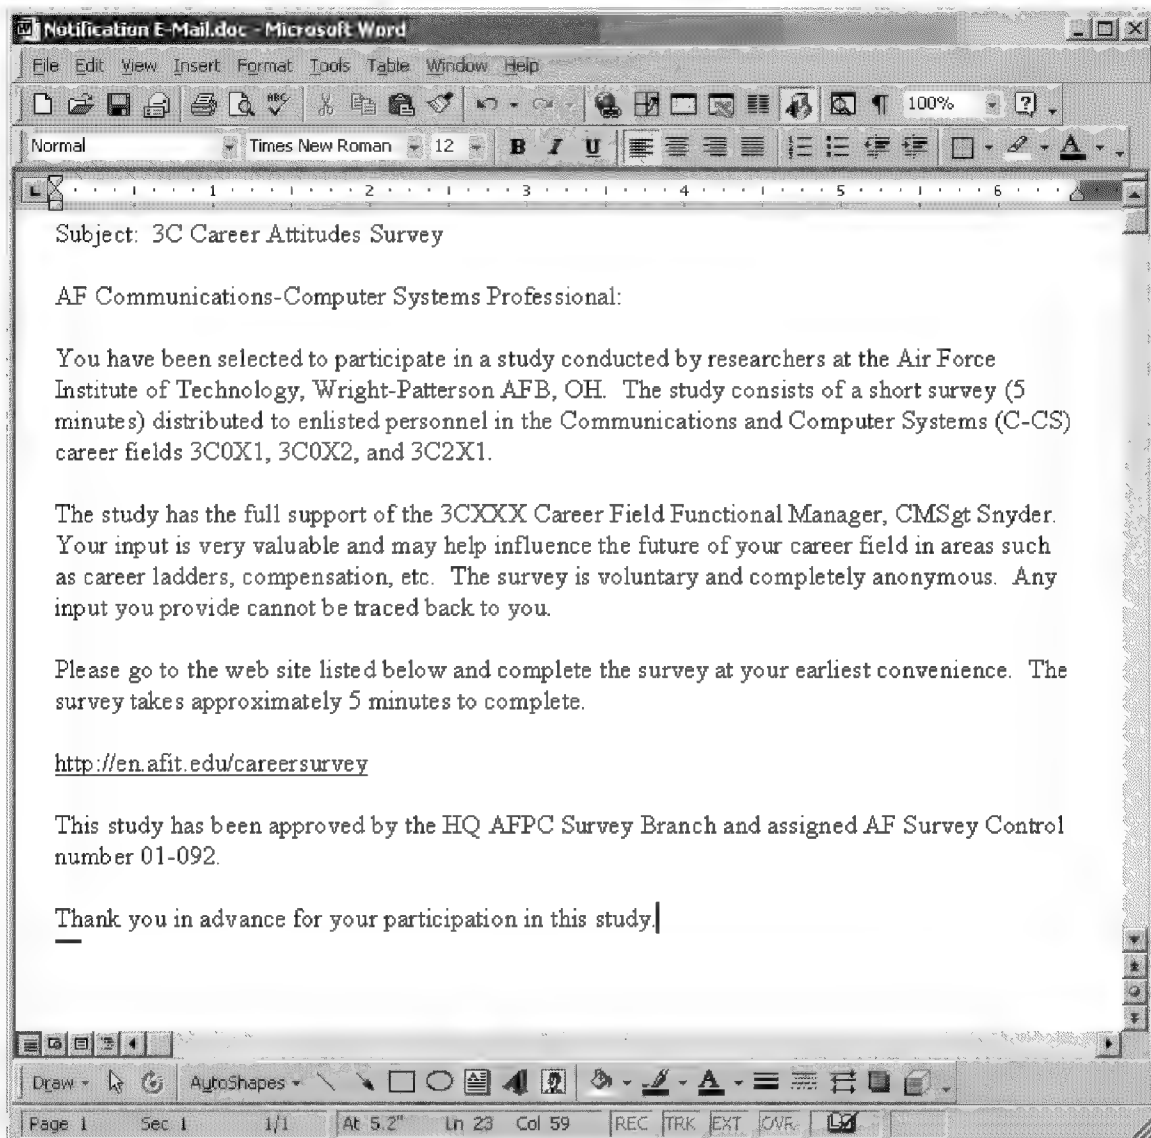 Notification E-Mail.doc - Microsoft Word
File Edit View Insert Format Tools Table Window Help
ABC 100%
Normal Times New Roman 12 B I U A
1 2 3 4 5 6
Subject: 3C Career Attitudes Survey
AF Communications-Computer Systems Professional:
You have been selected to participate in a study conducted by researchers at the Air Force
Institute of Technology, Wright-Patterson AFB, OH. The study consists of a short survey (5
minutes) distributed to enlisted personnel in the Communications and Computer Systems (C-CS)
career fields 3C0X1, 3C0X2, and 3C2X1.
The study has the full support of the 3CXXX Career Field Functional Manager, CMSgt Snyder.
Your input is very valuable and may help influence the future of your career field in areas such
as career ladders, compensation, etc. The survey is voluntary and completely anonymous. Any
input you provide cannot be traced back to you.
Please go to the web site listed below and complete the survey at your earliest convenience. The
survey takes approximately 5 minutes to complete.
http://en.afit.edu/careersurvey
This study has been approved by the HQ AFPC Survey Branch and assigned AF Survey Control
number 01-092.
Thank you in advance for your participation in this study.
Draw AutoShapes A
Page 1 Sec 1 1/1 At 5.2" Ln 23 Col 59 REC TRK EXT OVR